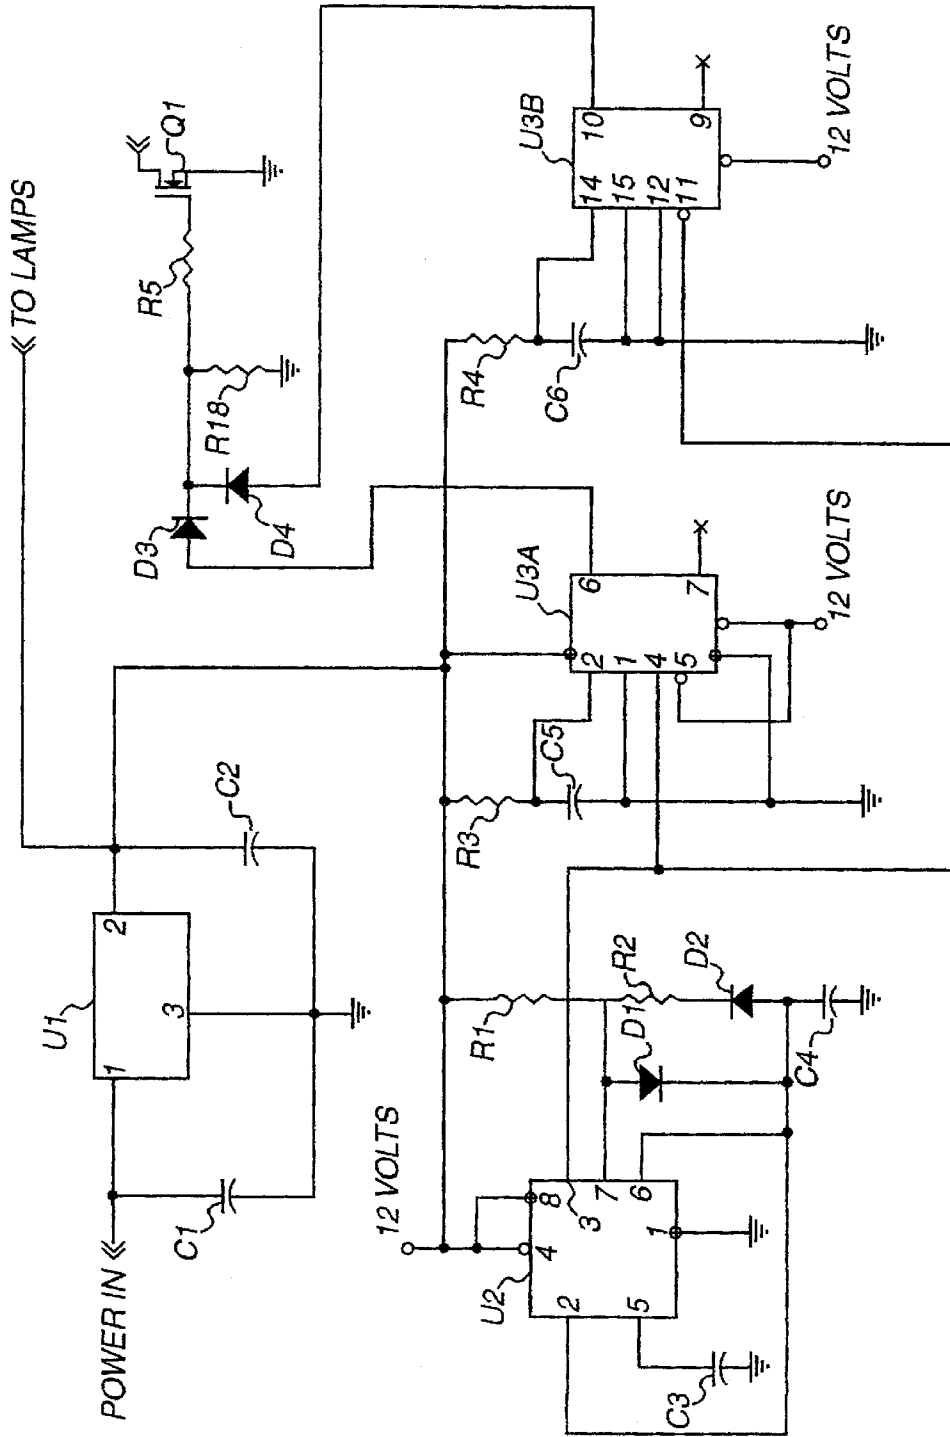 TO LAMPS
POWER IN
U1
1
2
3
C1
C2
D3
D4
R18
R5
Q1
12 VOLTS
U2
4
8
3
7
6
1
2
5
C3
R1
D1
R2
D2
C4
R3
C5
U3A
2
1
4
5
6
7
12 VOLTS
R4
C6
U3B
14
15
12
11
10
9
12 VOLTS